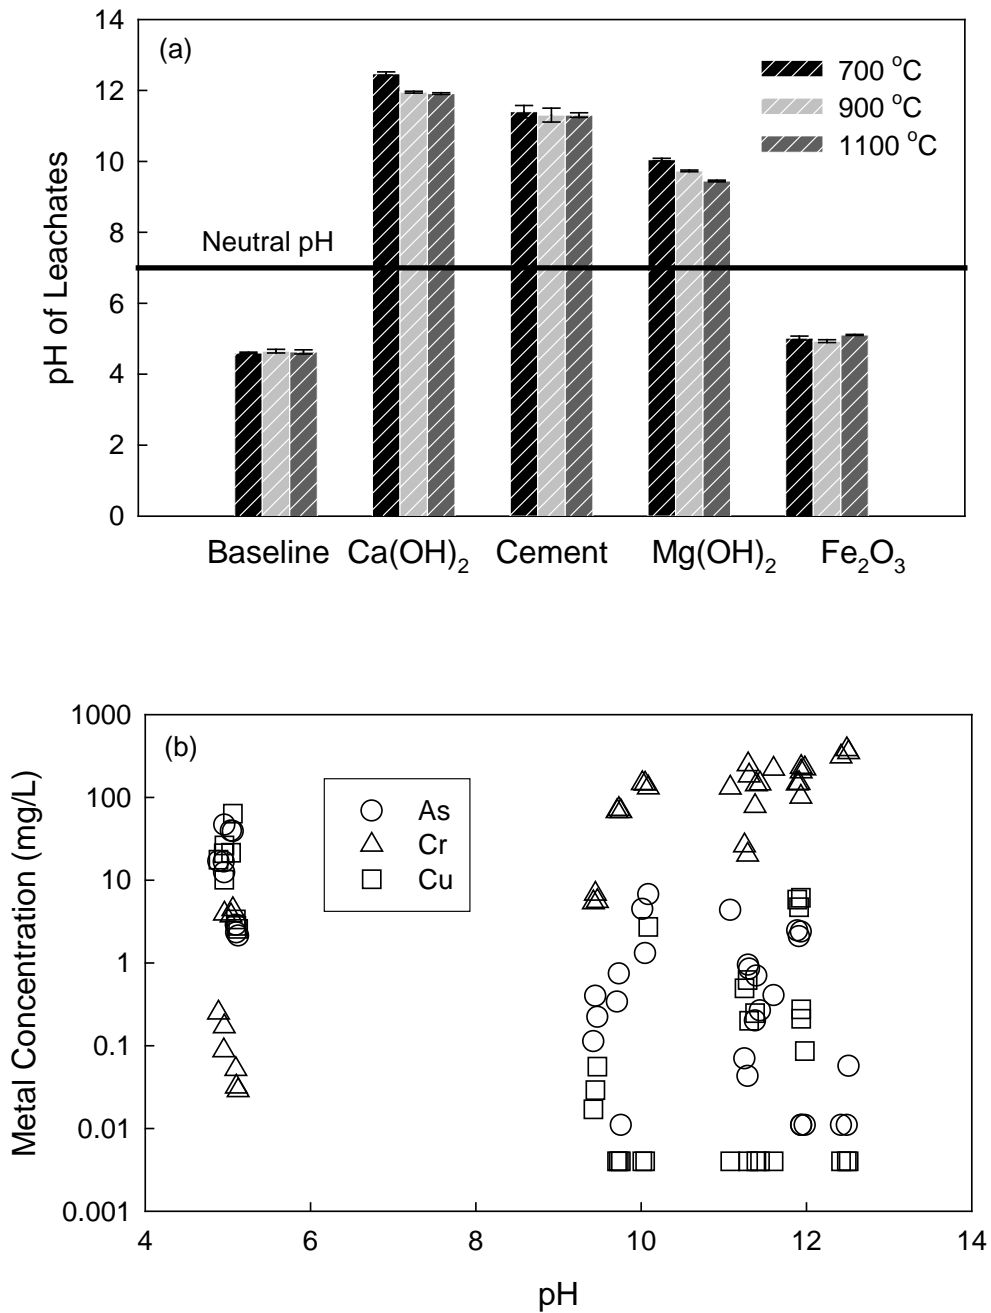 (a)
14
12
10
8
6
4
2
0
pH of Leachates
700 °C
900 °C
1100 °C
Neutral pH
Baseline Ca(OH)₂ Cement Mg(OH)₂ Fe₂O₃
(b)
1000
100
10
1
0.1
0.01
0.001
Metal Concentration (mg/L)
As
Cr
Cu
4 6 8 10 12 14
pH